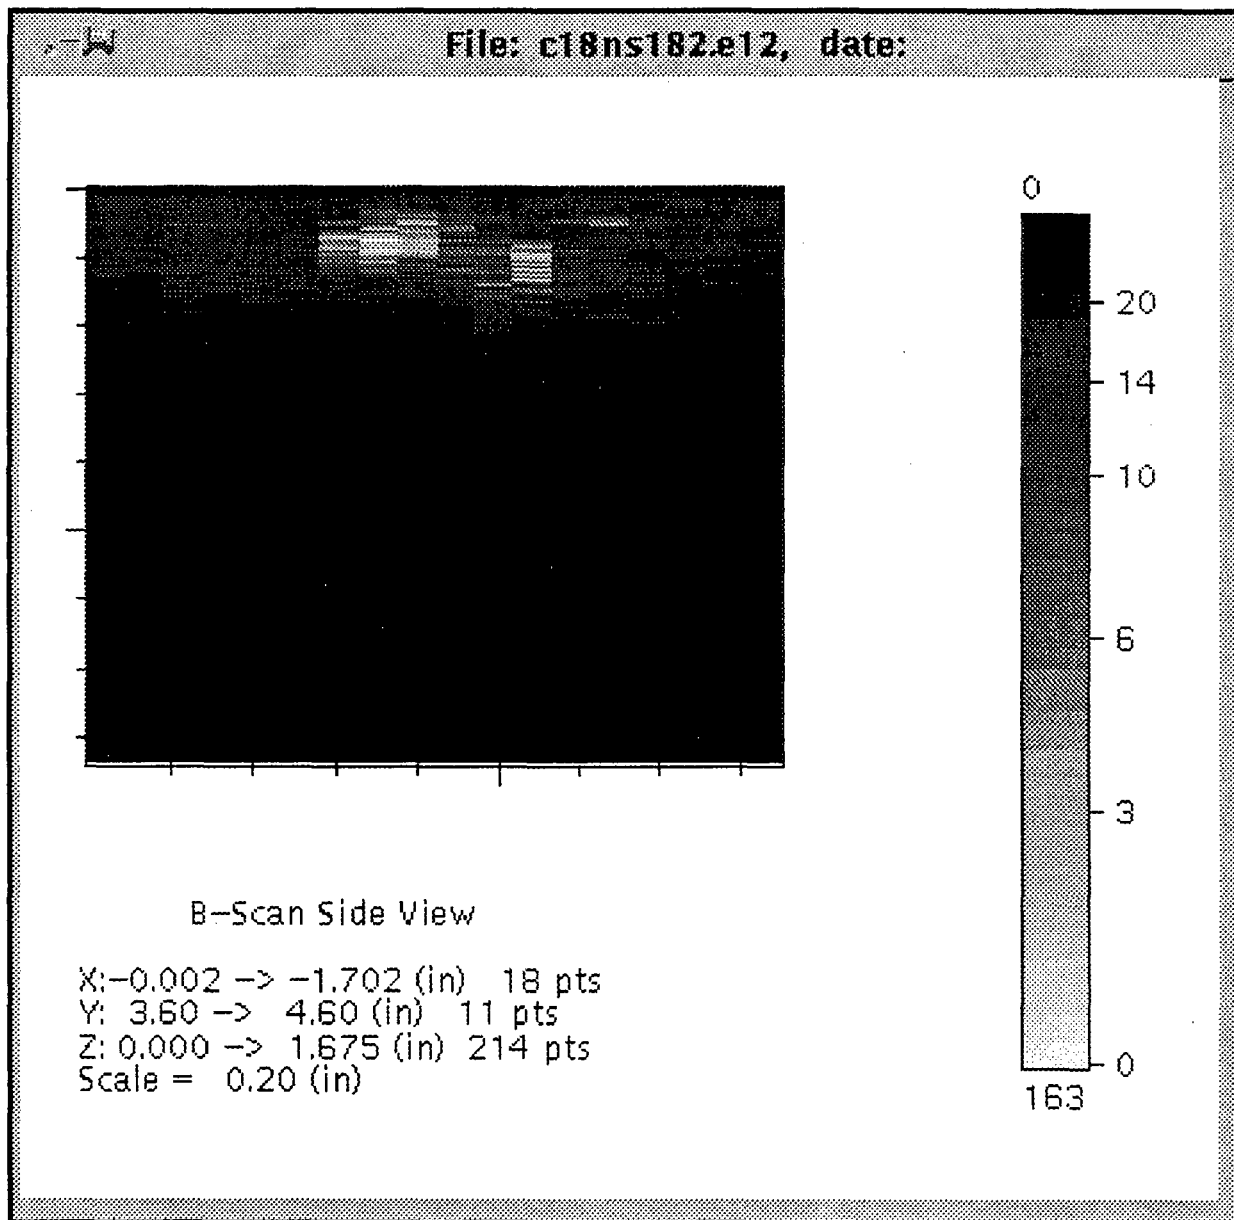 File: c18ns182.e12, date:
0
20
14
10
6
3
0
163
B-Scan Side View
X:-0.002 -> -1.702 (in) 18 pts
Y: 3.60 -> 4.60 (in) 11 pts
Z: 0.000 -> 1.675 (in) 214 pts
Scale = 0.20 (in)